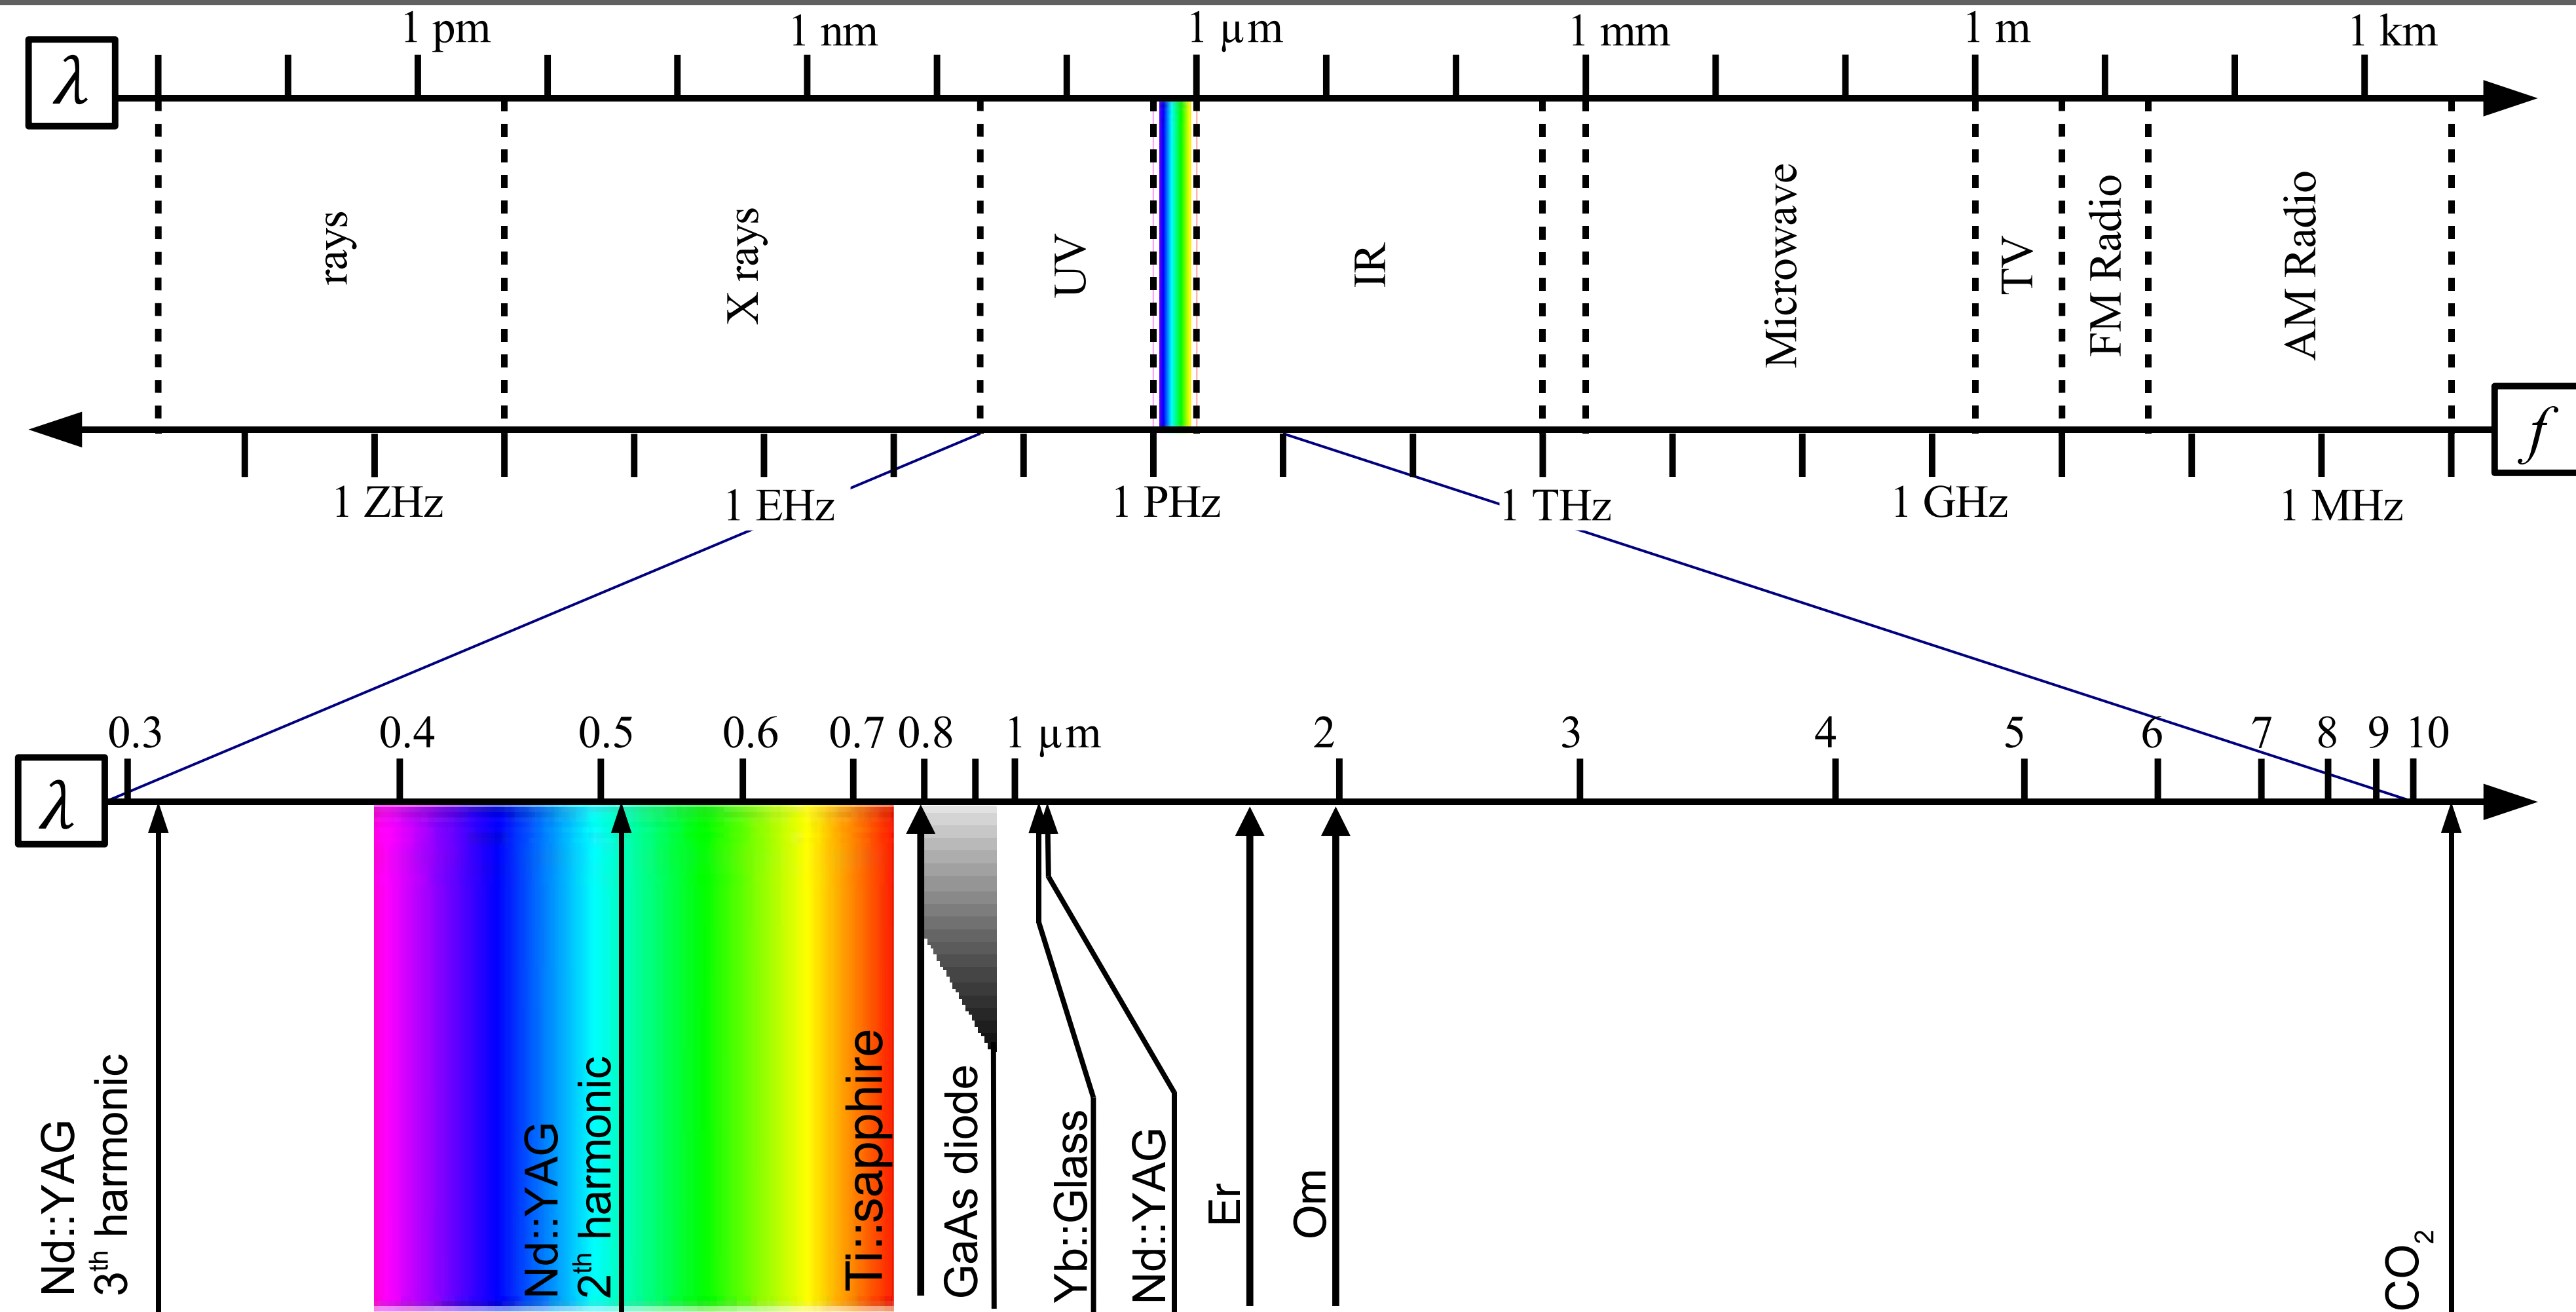 1 pm 1 nm 1 µm 1 mm 1 m 1 km
λ
rays
X rays
UV
IR
Microwave
TV
FM Radio
AM Radio
f
1 ZHz 1 EHz 1 PHz 1 THz 1 GHz 1 MHz
0.3 0.4 0.5 0.6 0.7 0.8 1 µm 2 3 4 5 6 7 8 9 10
λ
Nd::YAG
3th harmonic
Nd::YAG
2th harmonic
Ti::sapphire
GaAs diode
Yb::Glass
Nd::YAG
Er
Om
CO2